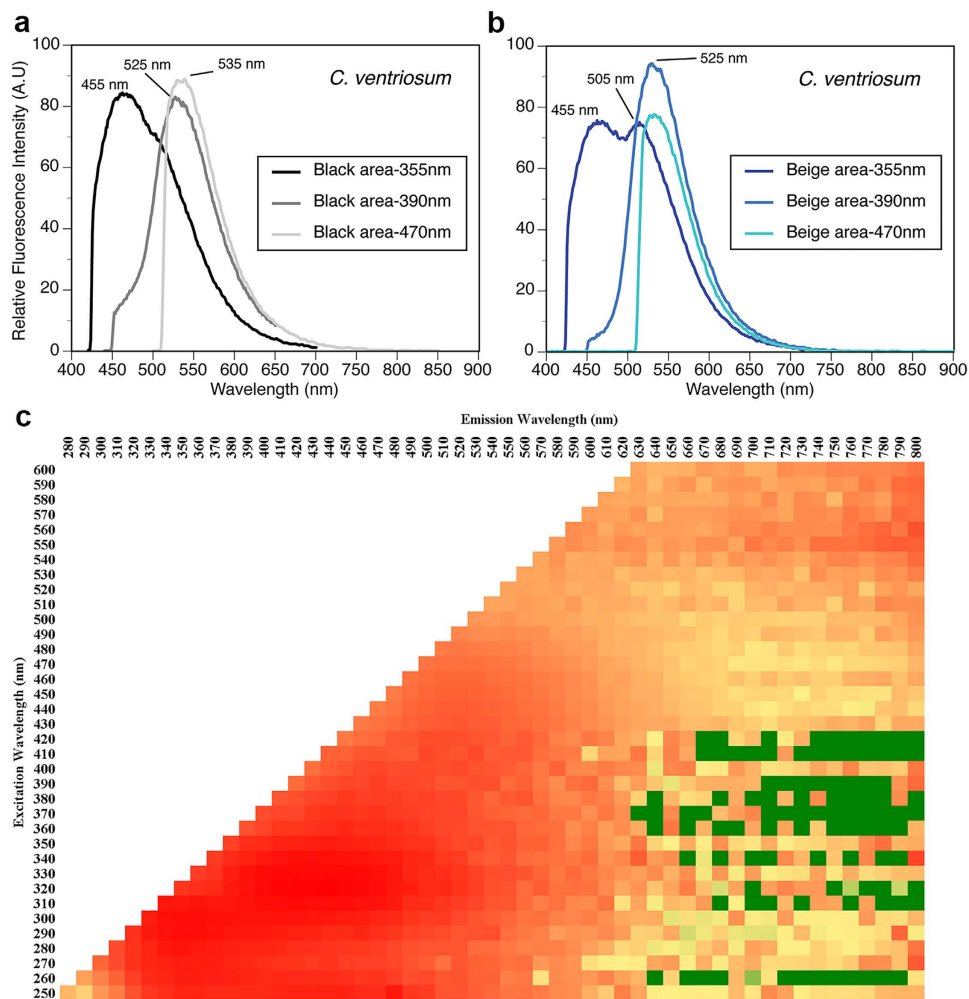 a
100
80
60
40
20
0
Relative Fluorescence Intensity (A.U)
455 nm
525 nm
535 nm
C. ventriosum
Black area-355nm
Black area-390nm
Black area-470nm
400 450 500 550 600 650 700 750 800 850 900
Wavelength (nm)
b
100
80
60
40
20
0
455 nm
505 nm
525 nm
C. ventriosum
Beige area-355nm
Beige area-390nm
Beige area-470nm
400 450 500 550 600 650 700 750 800 850 900
Wavelength (nm)
c
Emission Wavelength (nm)
280 290 300 310 320 330 340 350 360 370 380 390 400 410 420 430 440 450 460 470 480 490 500 510 520 530 540 550 560 570 580 590 600 610 620 630 640 650 660 670 680 690 700 710 720 730 740 750 760 770 780 790 800
Excitation Wavelength (nm)
600
590
580
570
560
550
540
530
520
510
500
490
480
470
460
450
440
430
420
410
400
390
380
370
360
350
340
330
320
310
300
290
280
270
260
250